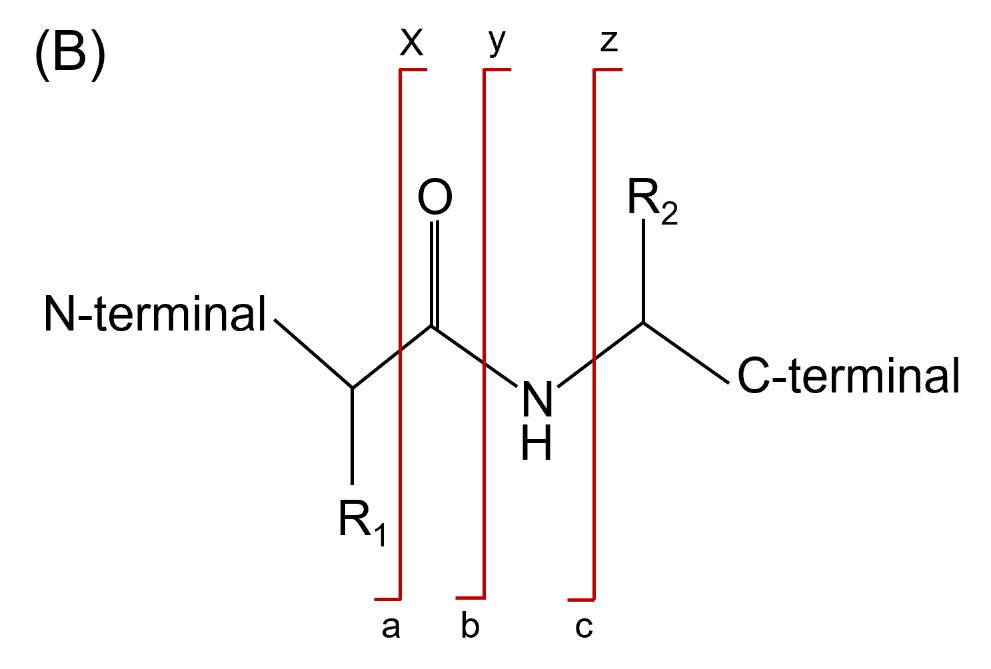 (B)
X y z
O
R2
N-terminal
C-terminal
N
H
R1
a b c